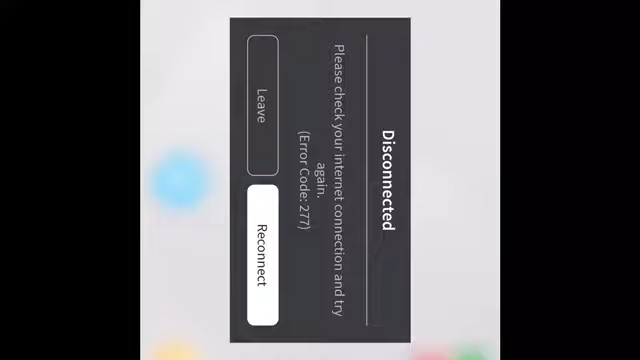 Disconnected
Please check your internet connection and try
again.
(Error Code: 277)
Leave
Reconnect